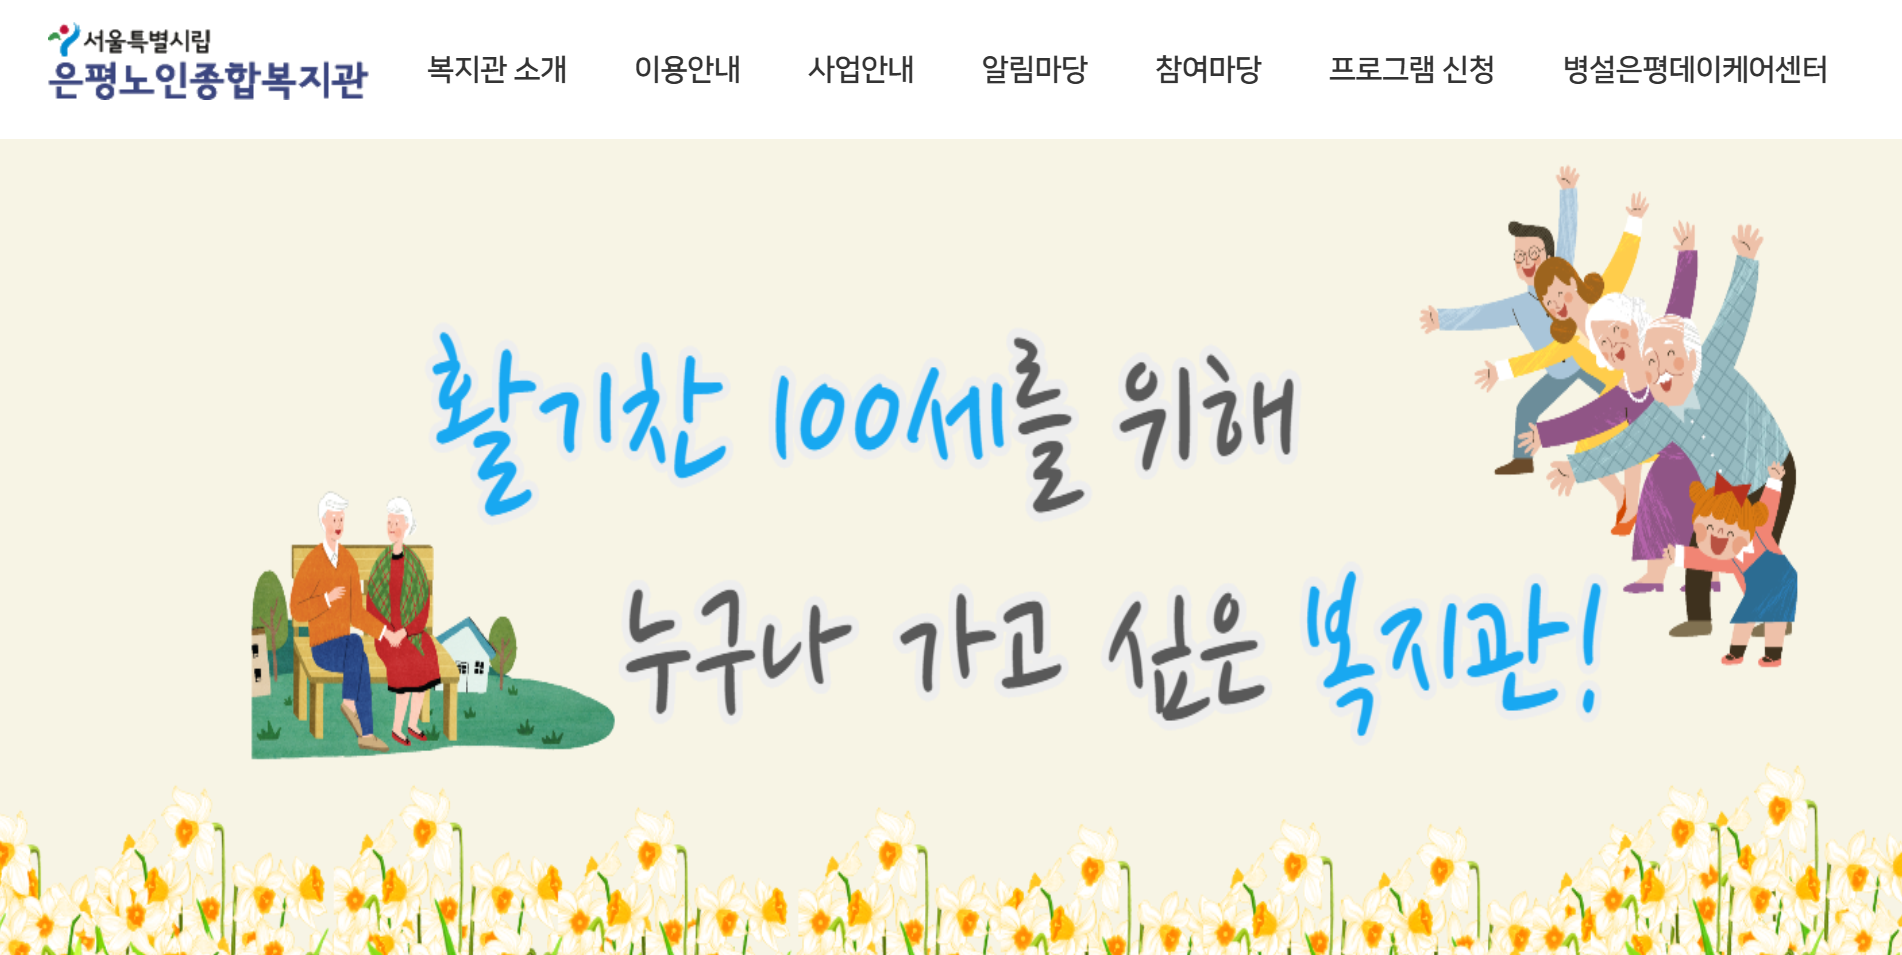 서울특별시립
은평노인종합복지관
복지관 소개 이용안내 사업안내 알림마당 참여마당 프로그램 신청 병설은평데이케어센터
활기찬 100세를 위해
누구나 가고 싶은 복지관!